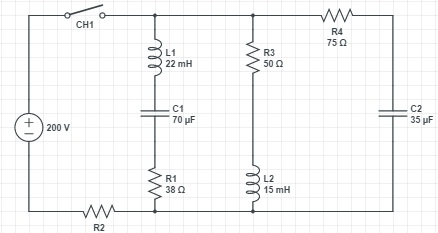 CH1
200 V
L1
22 mH
C1
70 µF
R1
38 Ω
R2
R3
50 Ω
L2
15 mH
R4
75 Ω
C2
35 µF